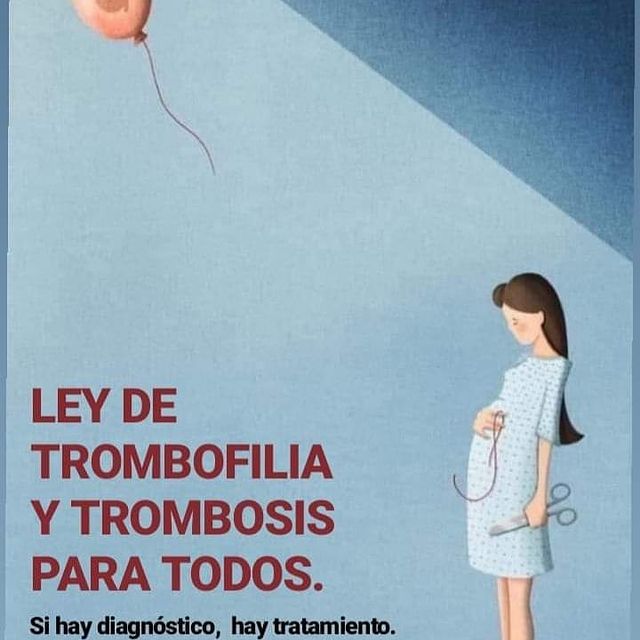 LEY DE
TROMBOFILIA
Y TROMBOSIS
PARA TODOS.
Si hay diagnóstico, hay tratamiento.